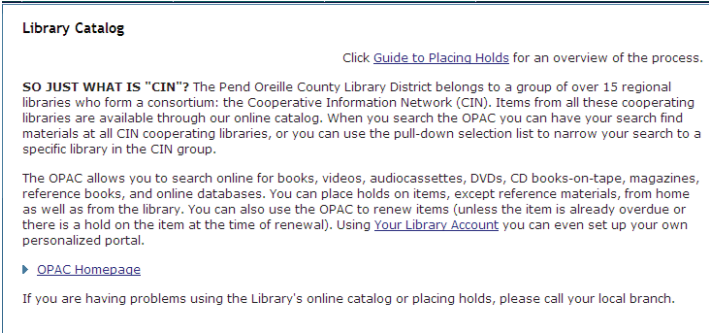 Library Catalog
Click Guide to Placing Holds for an overview of the process.
SO JUST WHAT IS "CIN"? The Pend Oreille County Library District belongs to a group of over 15 regional
libraries who form a consortium: the Cooperative Information Network (CIN). Items from all these cooperating
libraries are available through our online catalog. When you search the OPAC you can have your search find
materials at all CIN cooperating libraries, or you can use the pull-down selection list to narrow your search to a
specific library in the CIN group.
The OPAC allows you to search online for books, videos, audiocassettes, DVDs, CD books-on-tape, magazines,
reference books, and online databases. You can place holds on items, except reference materials, from home
as well as from the library. You can also use the OPAC to renew items (unless the item is already overdue or
there is a hold on the item at the time of renewal). Using Your Library Account you can even set up your own
personalized portal.
OPAC Homepage
If you are having problems using the Library's online catalog or placing holds, please call your local branch.